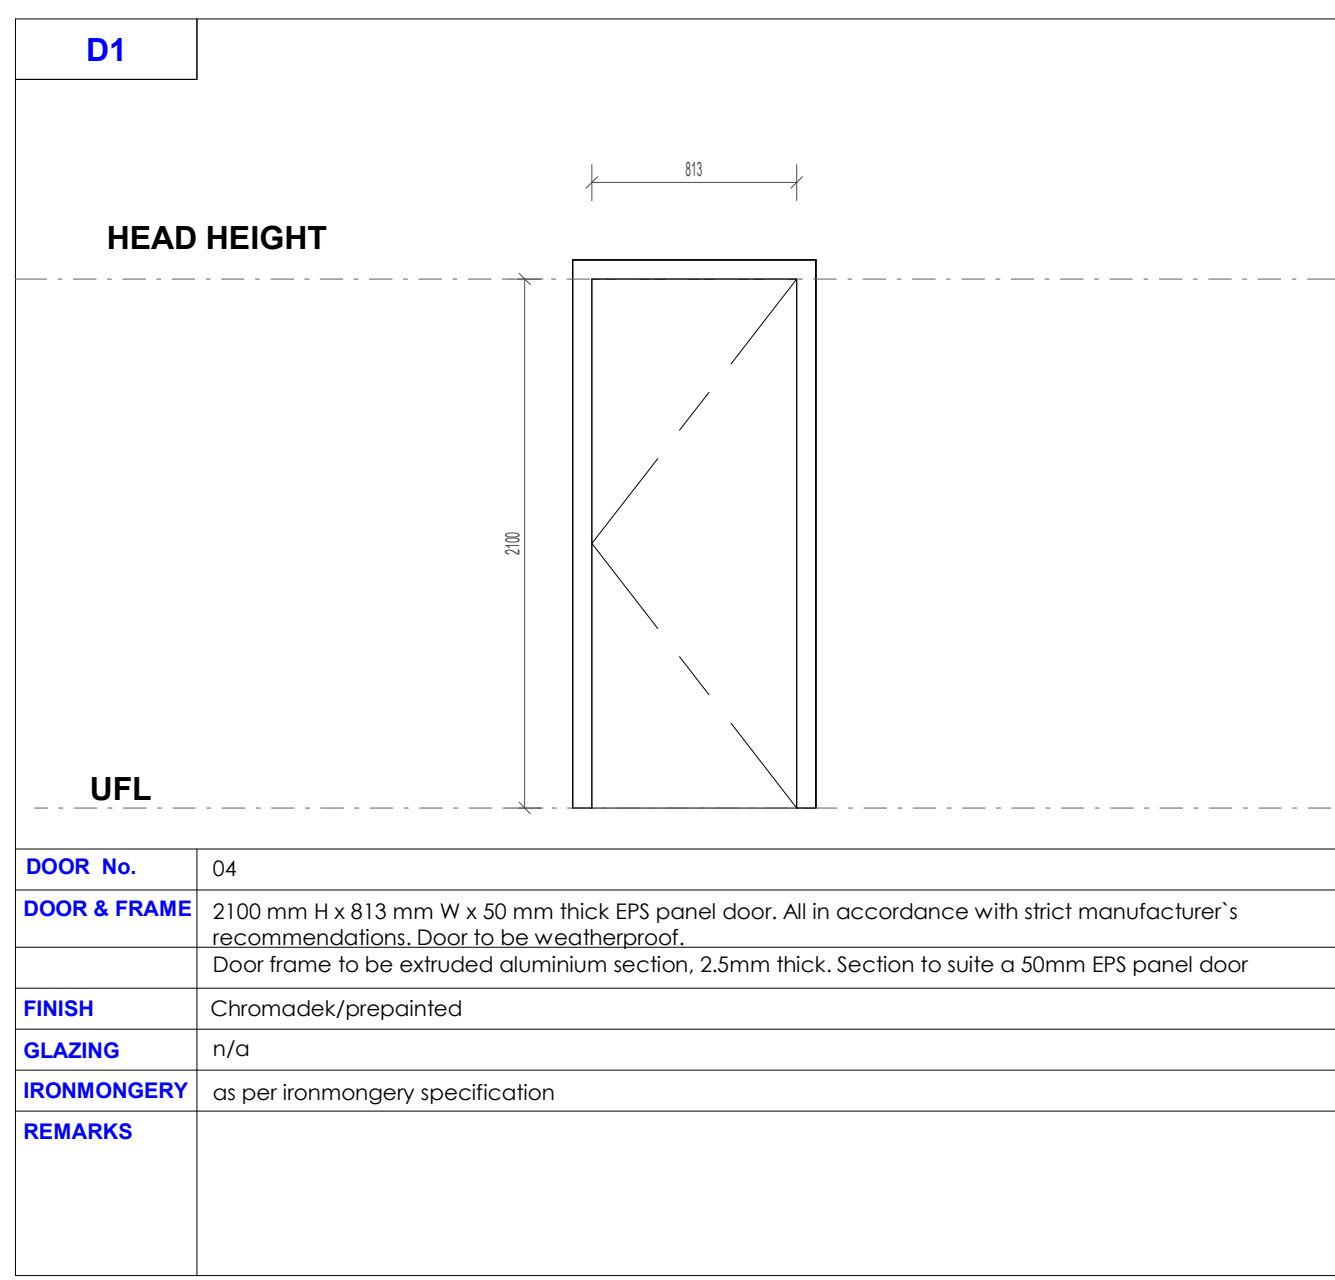 D1
813
HEAD HEIGHT
2100
UFL
DOOR No. 04
DOOR & FRAME 2100 mm H x 813 mm W x 50 mm thick EPS panel door. All in accordance with strict manufacturer`s
recommendations. Door to be weatherproof.
Door frame to be extruded aluminium section, 2.5mm thick. Section to suite a 50mm EPS panel door
FINISH Chromadek/prepainted
GLAZING n/a
IRONMONGERY as per ironmongery specification
REMARKS